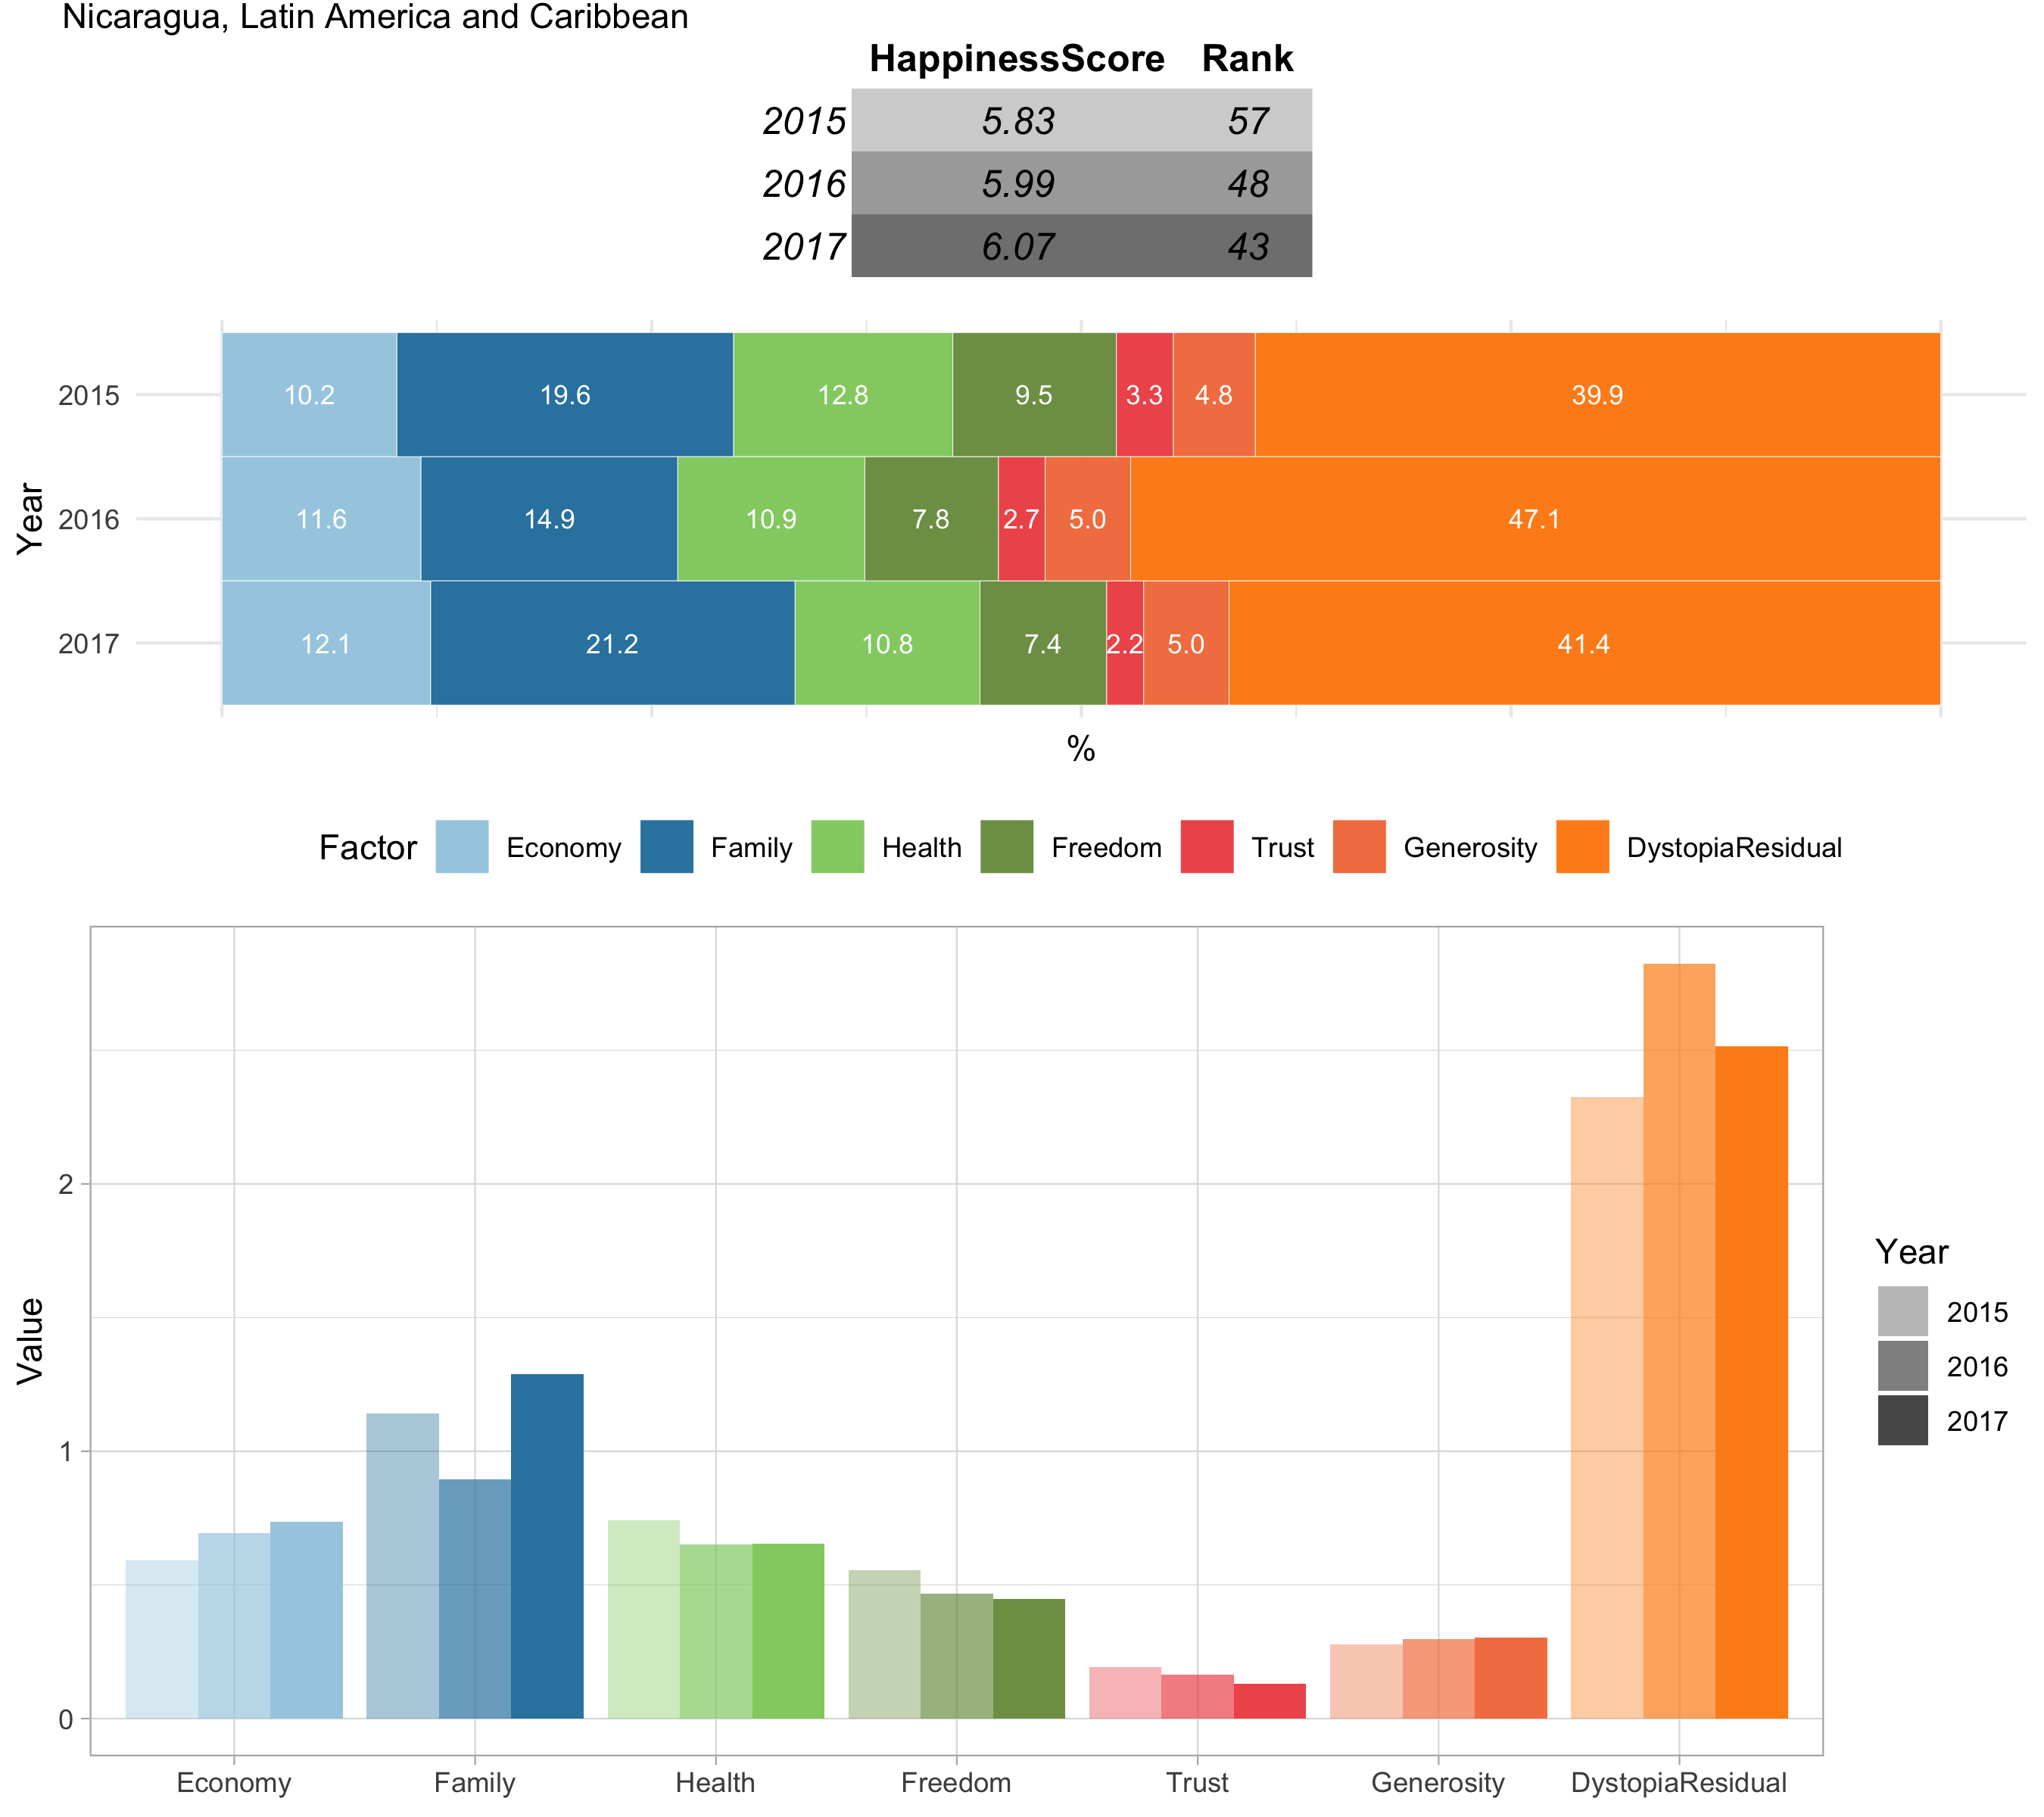 Nicaragua, Latin America and Caribbean
HappinessScore Rank
2015 5.83 57
2016 5.99 48
2017 6.07 43
Year
2015 10.2 19.6 12.8 9.5 3.3 4.8 39.9
2016 11.6 14.9 10.9 7.8 2.7 5.0 47.1
2017 12.1 21.2 10.8 7.4 2.2 5.0 41.4
%
Factor Economy Family Health Freedom Trust Generosity DystopiaResidual
Value
2
1
0
Economy Family Health Freedom Trust Generosity DystopiaResidual
Year
2015
2016
2017